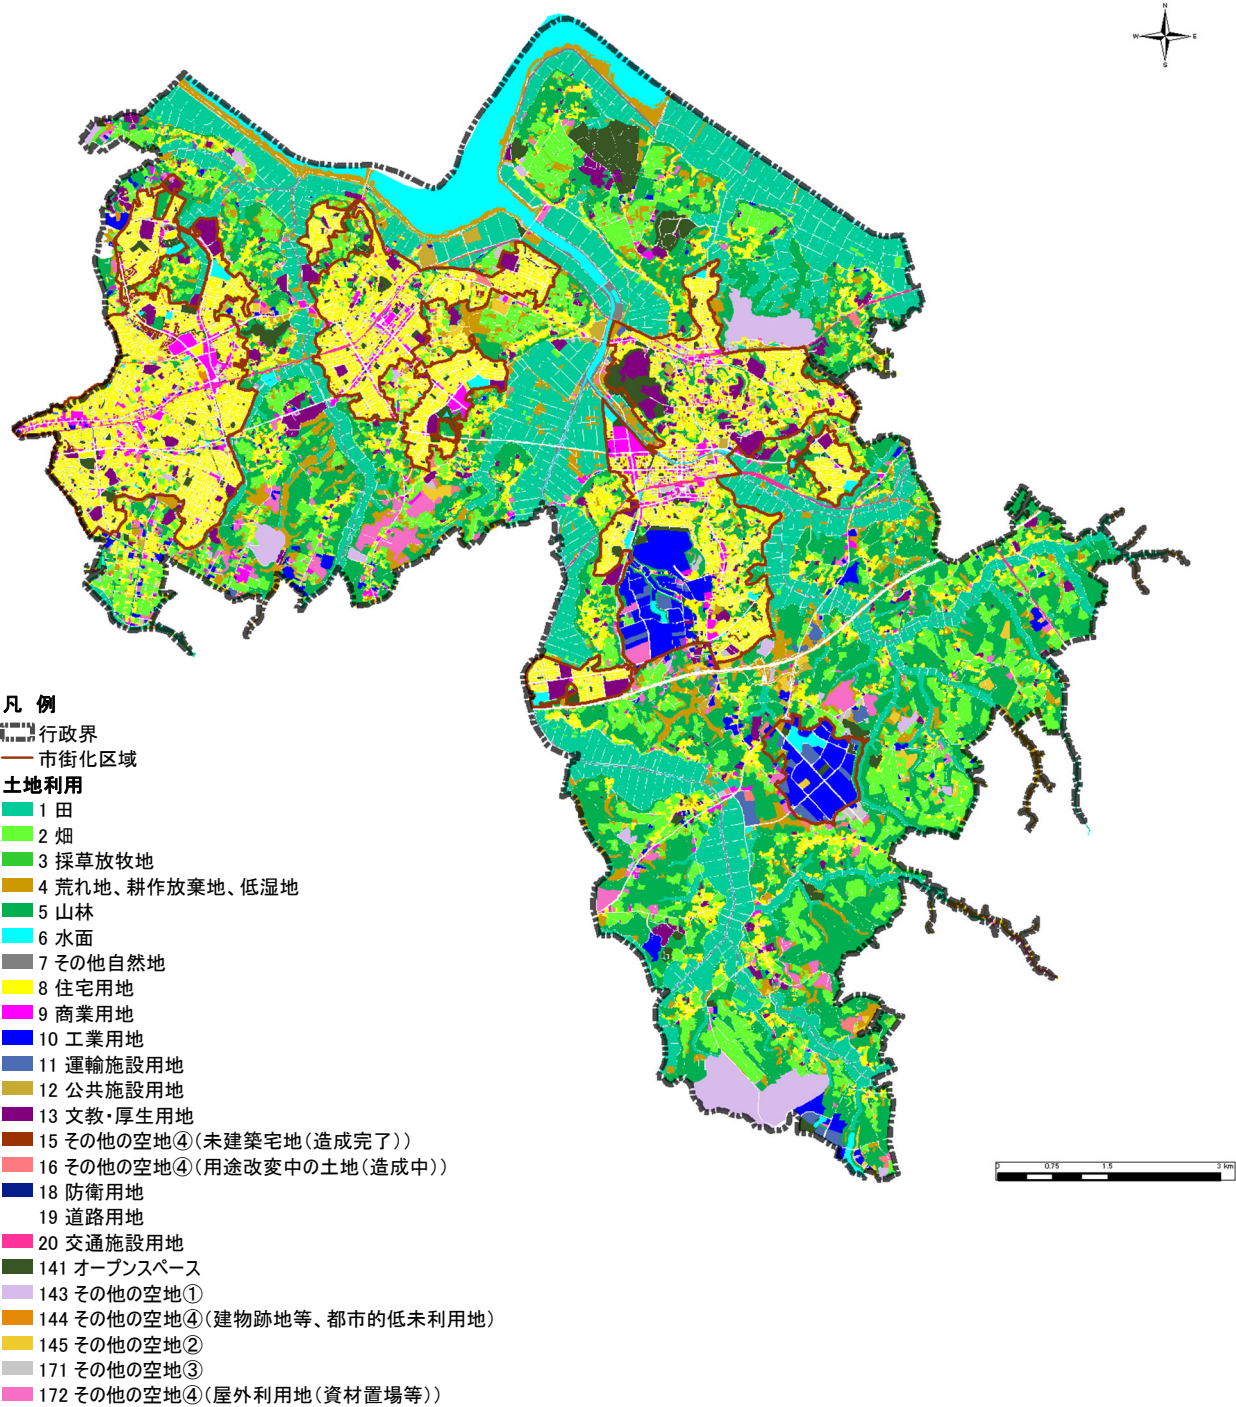 N
W E
S
凡 例
行政界
市街化区域
土地利用
1 田
2 畑
3 採草放牧地
4 荒れ地、耕作放棄地、低湿地
5 山林
6 水面
7 その他自然地
8 住宅用地
9 商業用地
10 工業用地
11 運輸施設用地
12 公共施設用地
13 文教・厚生用地
15 その他の空地④(未建築宅地(造成完了))
16 その他の空地④(用途改変中の土地(造成中))
18 防衛用地
19 道路用地
20 交通施設用地
141 オープンスペース
143 その他の空地①
144 その他の空地④(建物跡地等、都市的低未利用地)
145 その他の空地②
171 その他の空地③
172 その他の空地④(屋外利用地(資材置場等))
0 0.75 1.5 3 km